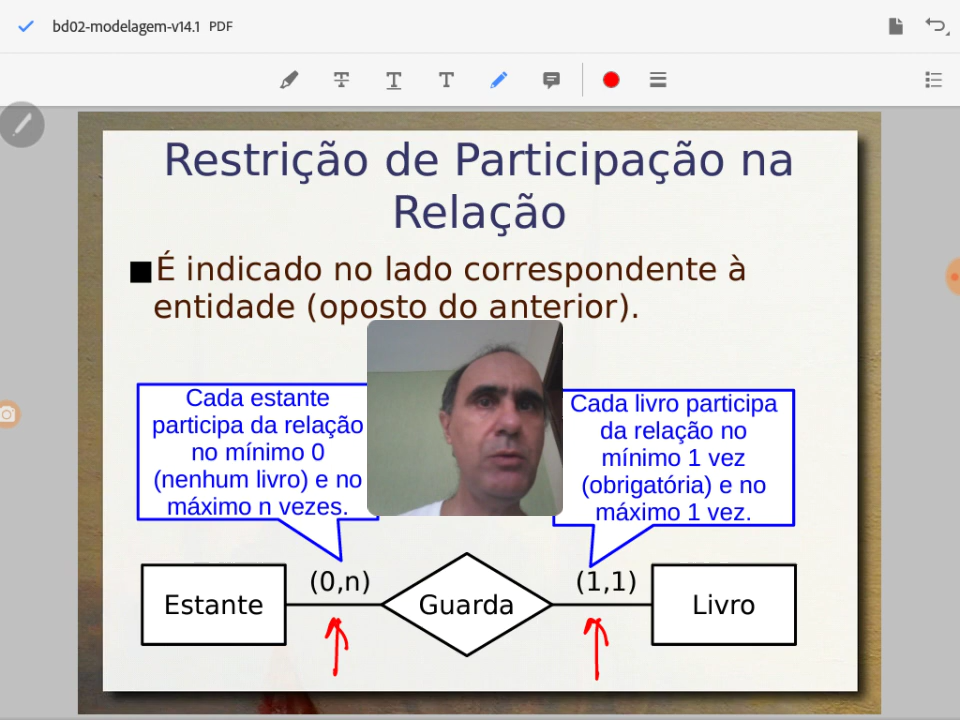 bd02-modelagem-v14.1 PDF
Restrição de Participação na
Relação
É indicado no lado correspondente à
entidade (oposto do anterior).
Cada estante
participa da relação
no mínimo 0
(nenhum livro) e no
máximo n vezes.
Cada livro participa
da relação no
mínimo 1 vez
(obrigatória) e no
máximo 1 vez.
(0,n)
(1,1)
Estante
Guarda
Livro